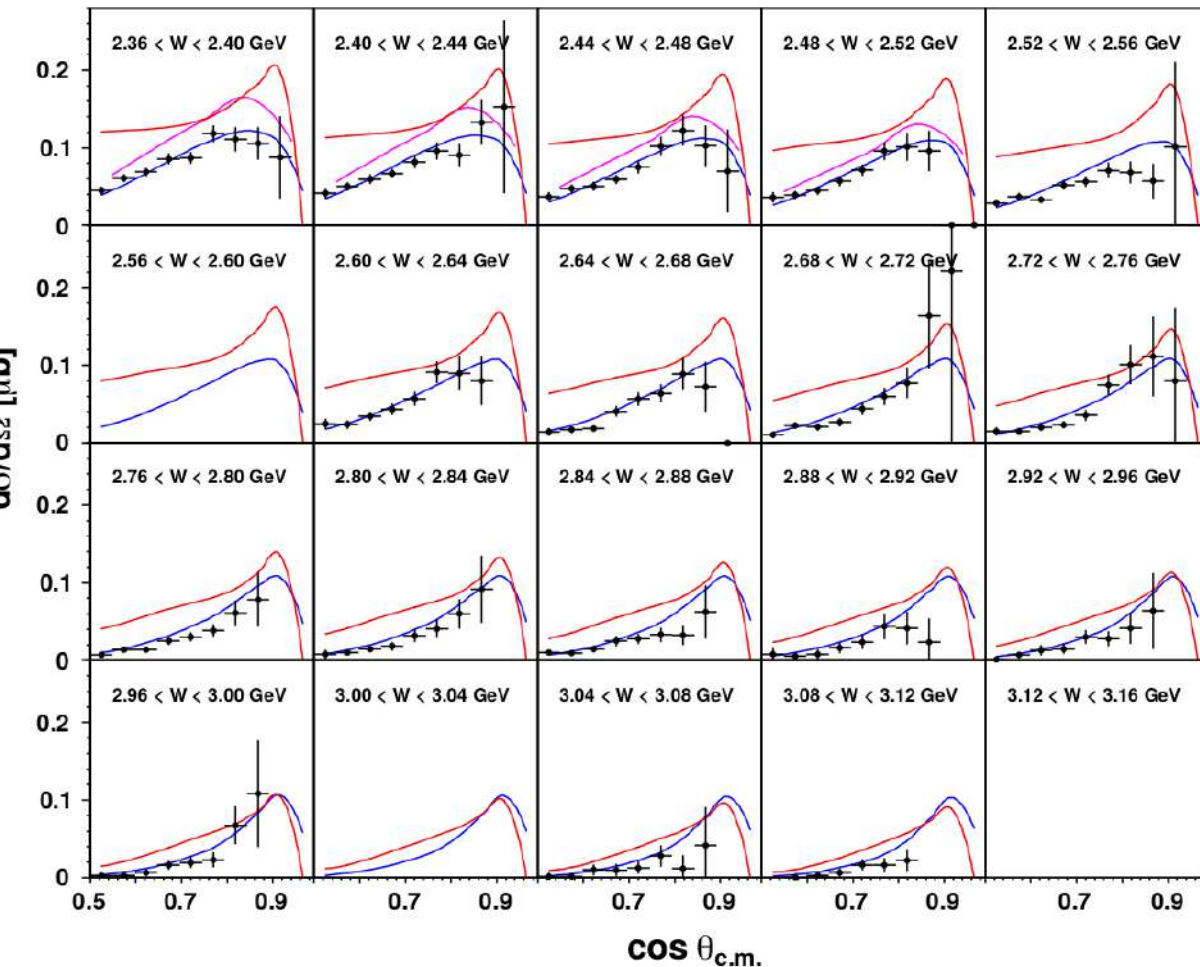 2.36 < W < 2.40 GeV 2.40 < W < 2.44 GeV 2.44 < W < 2.48 GeV 2.48 < W < 2.52 GeV 2.52 < W < 2.56 GeV
0.2
0.1
0
2.56 < W < 2.60 GeV 2.60 < W < 2.64 GeV 2.64 < W < 2.68 GeV 2.68 < W < 2.72 GeV 2.72 < W < 2.76 GeV
0.2
0.1
0
dσ/dΩ [μb]
2.76 < W < 2.80 GeV 2.80 < W < 2.84 GeV 2.84 < W < 2.88 GeV 2.88 < W < 2.92 GeV 2.92 < W < 2.96 GeV
0.2
0.1
0
2.96 < W < 3.00 GeV 3.00 < W < 3.04 GeV 3.04 < W < 3.08 GeV 3.08 < W < 3.12 GeV 3.12 < W < 3.16 GeV
0.2
0.1
0
0.5 0.7 0.9 0.7 0.9 0.7 0.9 0.7 0.9 0.7 0.9
cos θc.m.